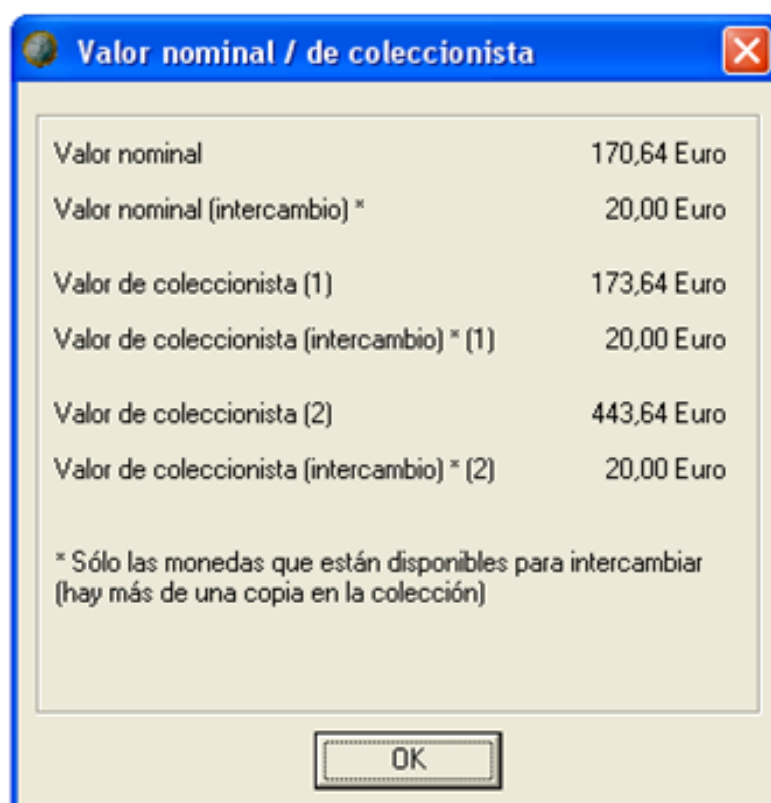 Valor nominal / de coleccionista
Valor nominal 170,64 Euro
Valor nominal (intercambio) * 20,00 Euro
Valor de coleccionista (1) 173,64 Euro
Valor de coleccionista (intercambio) * (1) 20,00 Euro
Valor de coleccionista (2) 443,64 Euro
Valor de coleccionista (intercambio) * (2) 20,00 Euro
* Sólo las monedas que están disponibles para intercambiar
(hay más de una copia en la colección)
OK